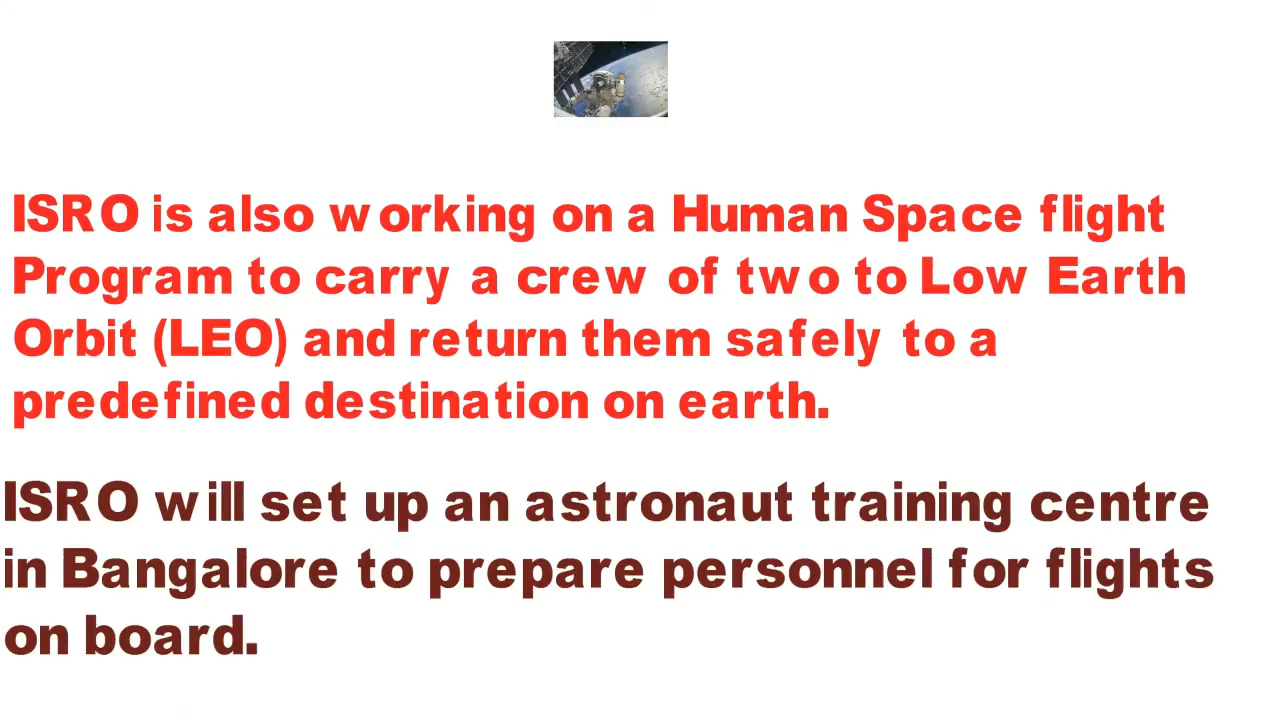 ISRO is also working on a Human Space flight
Program to carry a crew of two to Low Earth
Orbit (LEO) and return them safely to a
predefined destination on earth.
ISRO will set up an astronaut training centre
in Bangalore to prepare personnel for flights
on board.